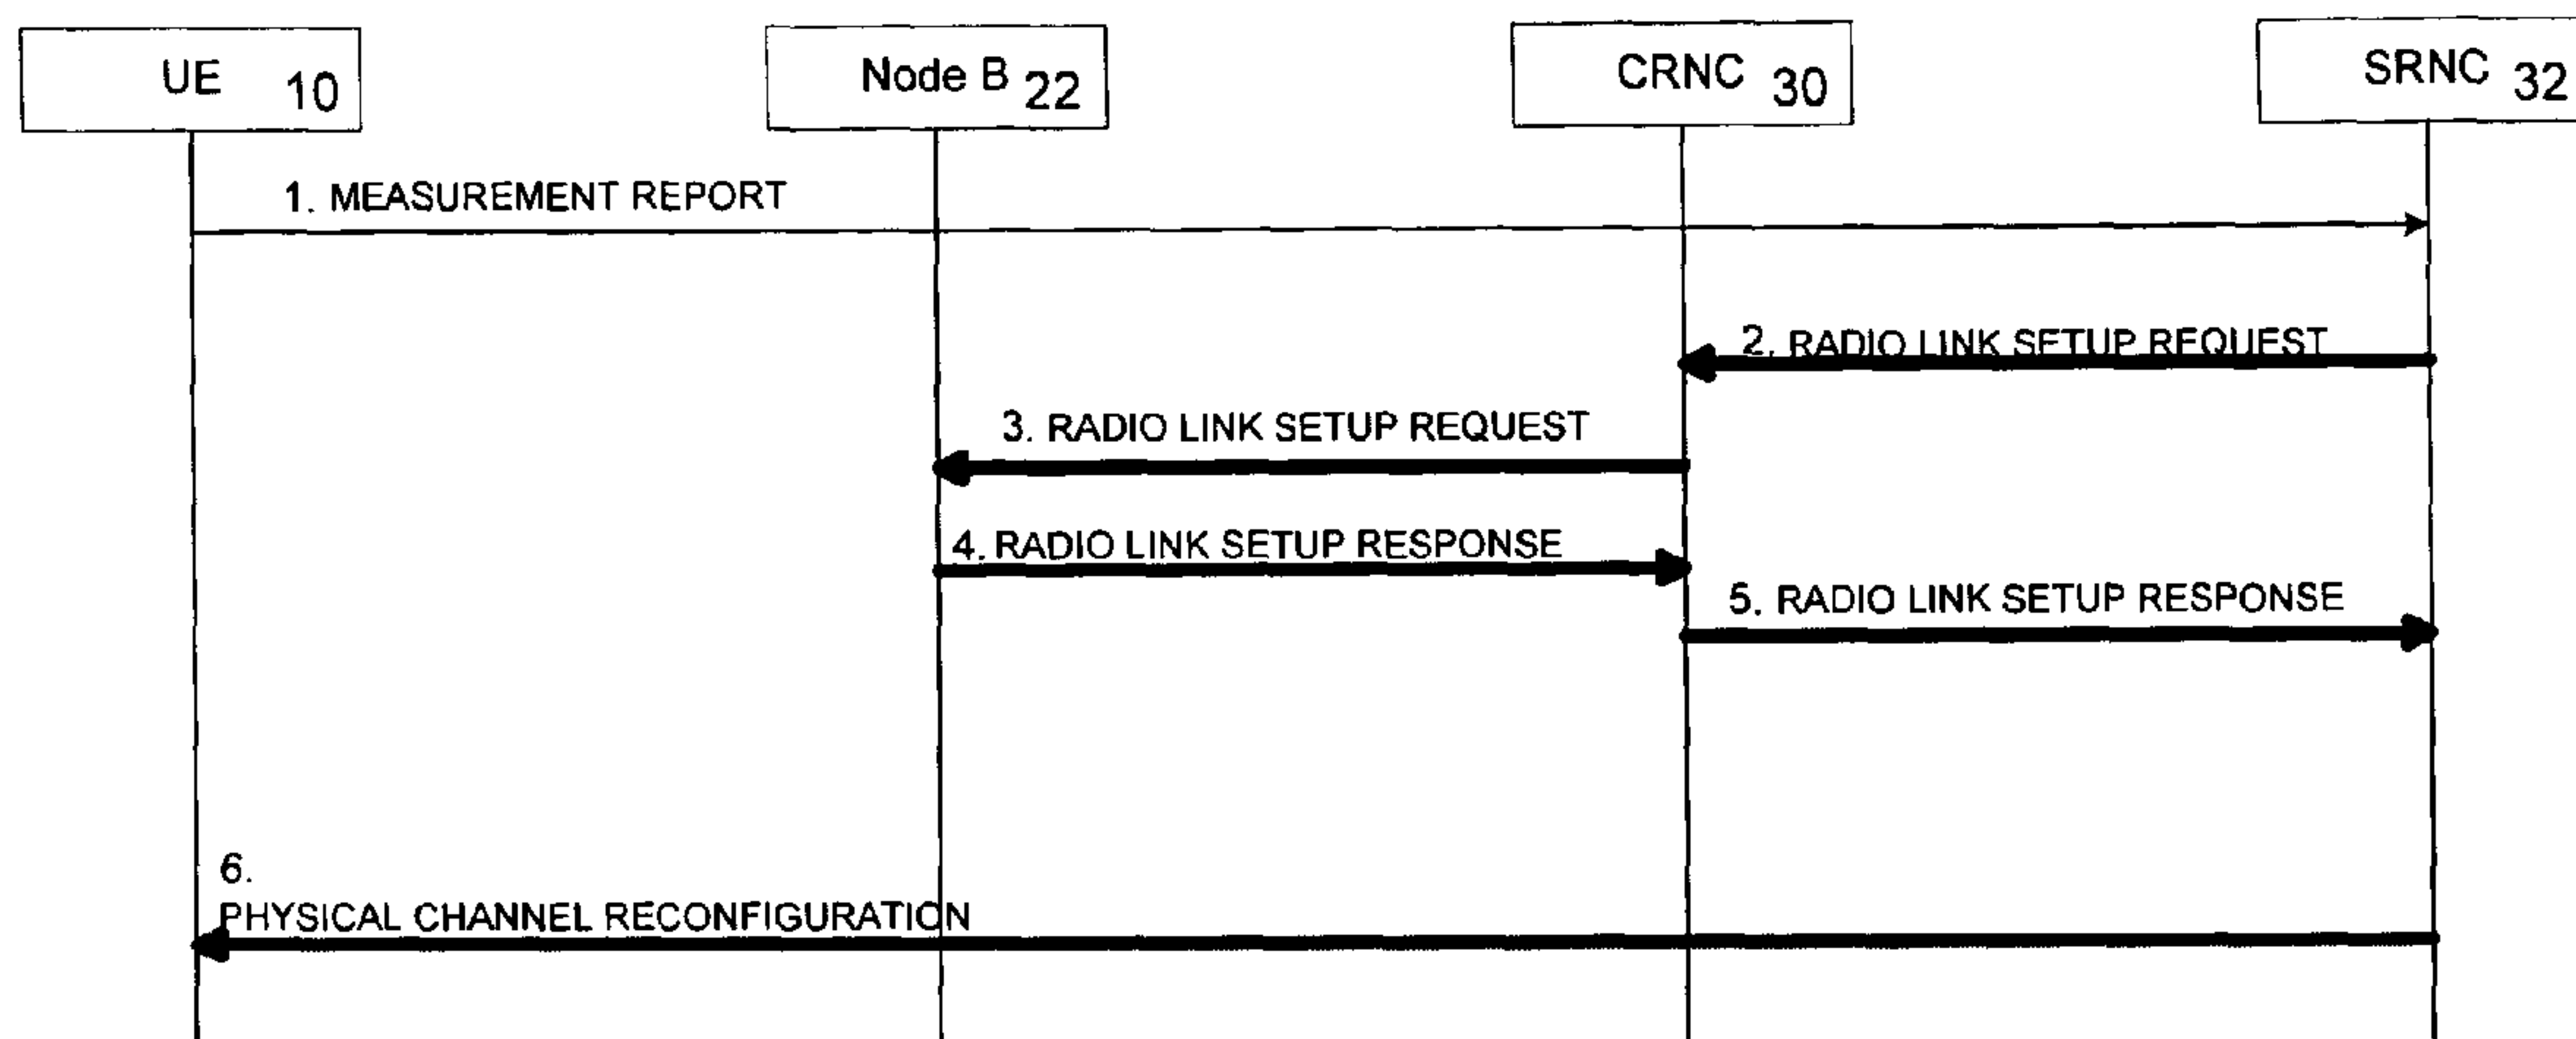 UE 10
Node B 22
CRNC 30
SRNC 32
1. MEASUREMENT REPORT
2. RADIO LINK SETUP REQUEST
3. RADIO LINK SETUP REQUEST
4. RADIO LINK SETUP RESPONSE
5. RADIO LINK SETUP RESPONSE
6.
PHYSICAL CHANNEL RECONFIGURATION